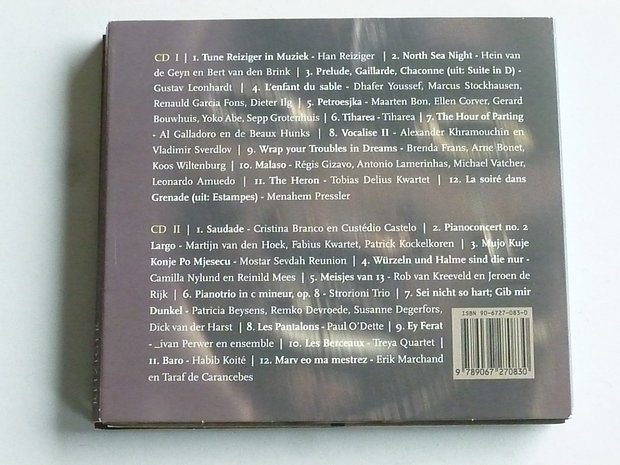 CD I | 1. Tune Reiziger in Muziek - Han Reiziger | 2. North Sea Night - Hein van
de Geyn en Bert van den Brink | 3. Prelude, Gaillarde, Chaconne (uit: Suite in D) -
Gustav Leonhardt | 4. L'enfant du sable - Dhafer Youssef, Marcus Stockhausen,
Renauld Garcia Fons, Dieter Ilg | 5. Petroesjka - Maarten Bon, Ellen Corver, Gerard
Bouwhuis, Yoko Abe, Sepp Grotenhuis | 6. Tiharea - Tiharea | 7. The Hour of Parting
- Al Galladoro en de Beaux Hunks | 8. Vocalise II - Alexander Khramouchin en
Vladimir Sverdlov | 9. Wrap your Troubles in Dreams - Brenda Frans, Arne Bonet,
Koos Wiltenburg | 10. Malaso - Régis Gizavo, Antonio Lamerinhas, Michael Vatcher,
Leonardo Amuedo | 11. The Heron - Tobias Delius Kwartet | 12. La soiré dans
Grenade (uit: Estampes) - Menahem Pressler
CD II | 1. Saudade - Cristina Branco en Custédio Castelo | 2. Pianoconcert no. 2
Largo - Martijn van den Hoek, Fabius Kwartet, Patrick Kockelkoren | 3. Mujo Kuje
Konje Po Mjesecu - Mostar Sevdah Reunion | 4. Würzeln und Halme sind die nur -
Camilla Nylund en Reinild Mees | 5. Meisjes van 13 - Rob van Kreeveld en Jeroen de
Rijk | 6. Pianotrio in c mineur, op. 8 - Strorioni Trio | 7. Sei nicht so hart; Gib mir
Dunkel - Patricia Beysens, Remko Devroede, Susanne Degerfors,
Dick van der Harst | 8. Les Pantalons - Paul O'Dette | 9. Ey Ferat
- _ivan Perwer en ensemble | 10. Les Berceaux - Treya Quartet |
11. Baro - Habib Koité | 12. Marv eo ma mestrez - Erik Marchand
en Taraf de Carancebes
ISBN 90-6727-083-0
9 789067 270830